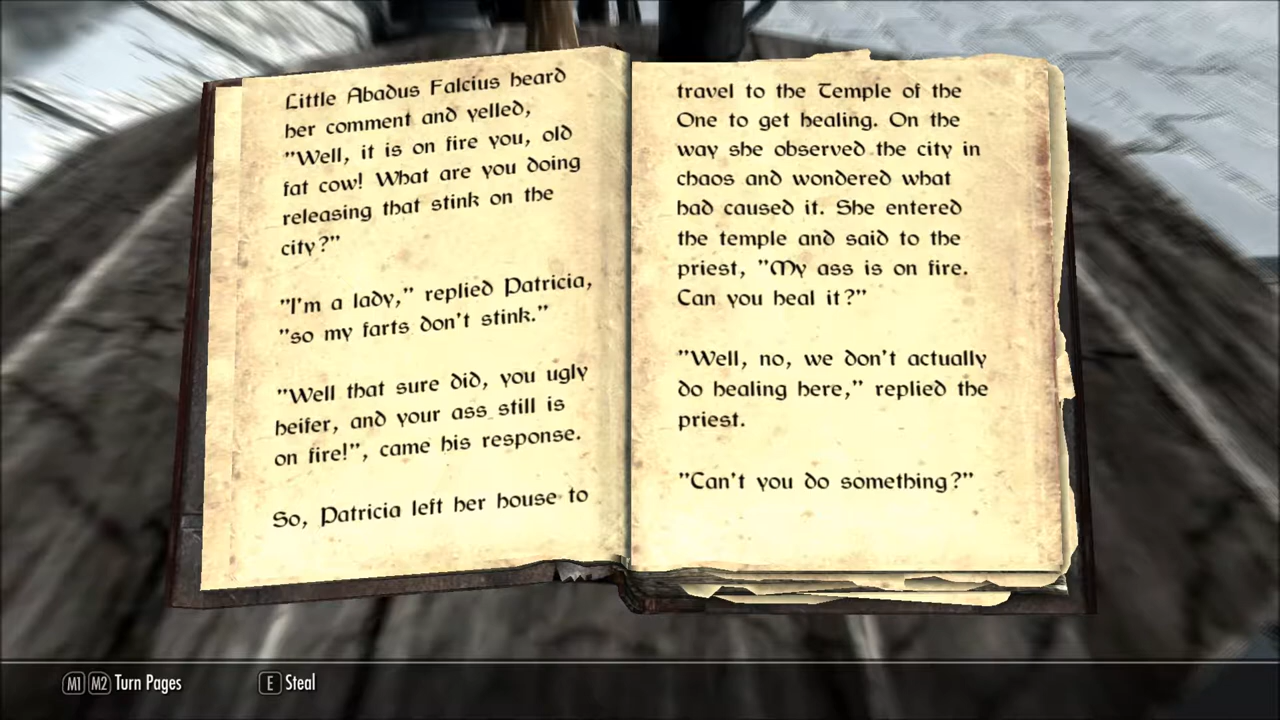 Little Abadus Falcius heard
her comment and yelled,
"Well, it is on fire you, old
fat cow! What are you doing
releasing that stink on the
city?"
"I'm a lady," replied Patricia,
"so my farts don't stink."
"Well that sure did, you ugly
heifer, and your ass still is
on fire!", came his response.
So, Patricia left her house to
travel to the Temple of the
One to get healing. On the
way she observed the city in
chaos and wondered what
had caused it. She entered
the temple and said to the
priest, "My ass is on fire.
Can you heal it?"
"Well, no, we don't actually
do healing here," replied the
priest.
"Can't you do something?"
M1 M2 Turn Pages E Steal